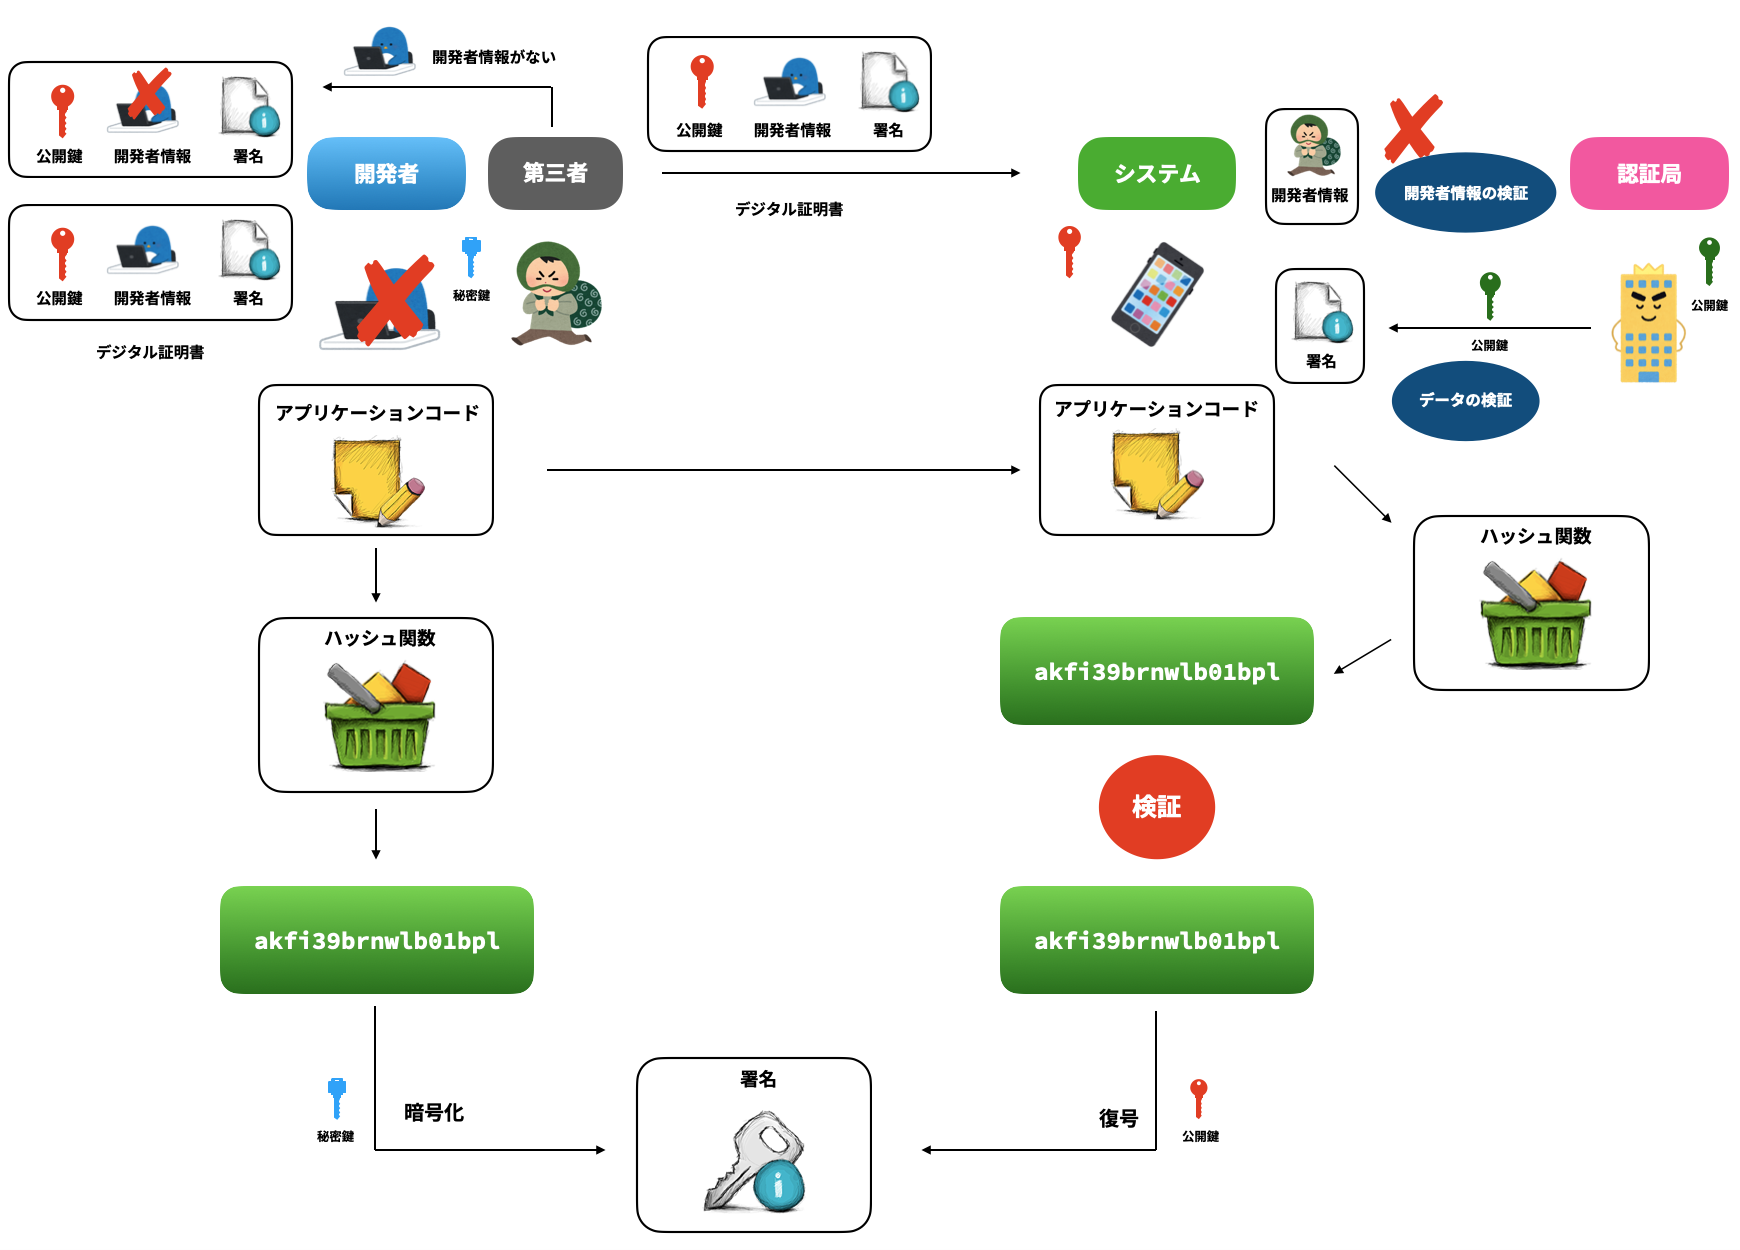 開発者情報がない
公開鍵
開発者情報
署名
公開鍵
開発者情報
署名
デジタル証明書
開発者
第三者
秘密鍵
公開鍵
開発者情報
署名
デジタル証明書
システム
開発者情報
開発者情報の検証
認証局
公開鍵
公開鍵
署名
データの検証
アプリケーションコード
アプリケーションコード
ハッシュ関数
ハッシュ関数
akfi39brnwlb01bpl
検証
akfi39brnwlb01bpl
akfi39brnwlb01bpl
秘密鍵
暗号化
署名
復号
公開鍵